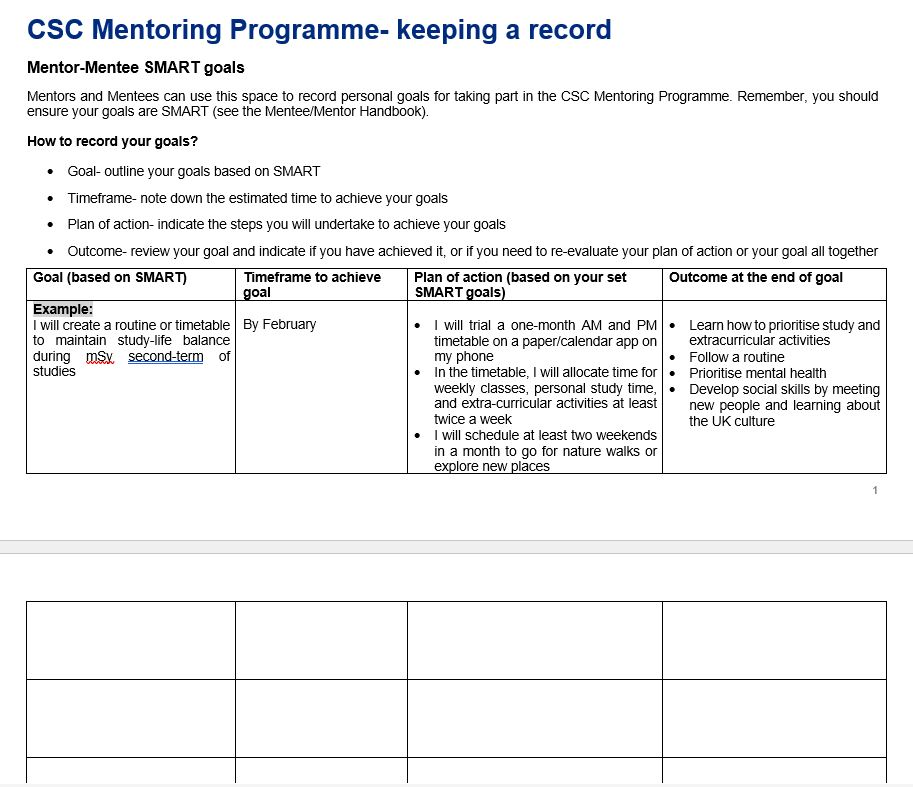 CSC Mentoring Programme- keeping a record
Mentor-Mentee SMART goals
Mentors and Mentees can use this space to record personal goals for taking part in the CSC Mentoring Programme. Remember, you should
ensure your goals are SMART (see the Mentee/Mentor Handbook).
How to record your goals?
• Goal- outline your goals based on SMART
• Timeframe- note down the estimated time to achieve your goals
• Plan of action- indicate the steps you will undertake to achieve your goals
• Outcome- review your goal and indicate if you have achieved it, or if you need to re-evaluate your plan of action or your goal all together
Goal (based on SMART)
Timeframe to achieve
goal
Plan of action (based on your set
SMART goals)
Outcome at the end of goal
Example:
I will create a routine or timetable
to maintain study-life balance
during mSy second-term of
studies
By February
• I will trial a one-month AM and PM
timetable on a paper/calendar app on
my phone
• In the timetable, I will allocate time for
weekly classes, personal study time,
and extra-curricular activities at least
twice a week
• I will schedule at least two weekends
in a month to go for nature walks or
explore new places
• Learn how to prioritise study and
extracurricular activities
• Follow a routine
• Prioritise mental health
• Develop social skills by meeting
new people and learning about
the UK culture
1